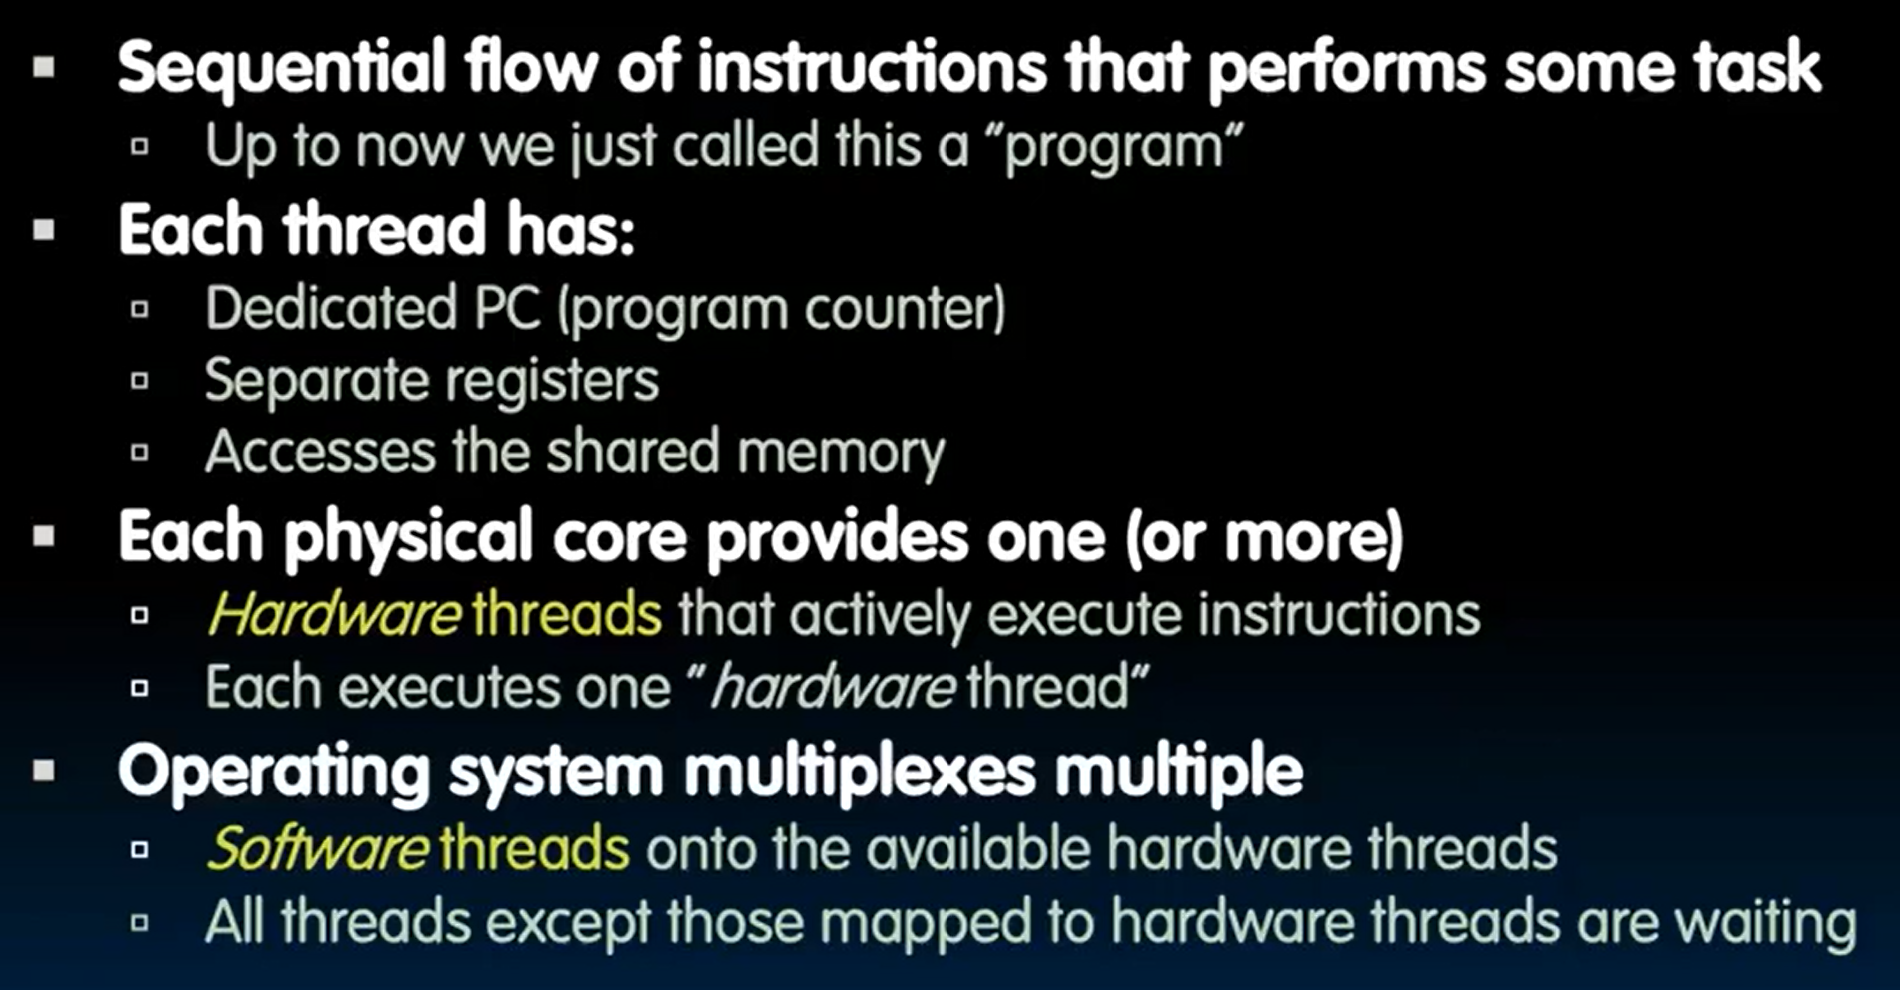 Sequential flow of instructions that performs some task
Up to now we just called this a “program”
Each thread has:
Dedicated PC (program counter)
Separate registers
Accesses the shared memory
Each physical core provides one (or more)
Hardware threads that actively execute instructions
Each executes one “hardware thread”
Operating system multiplexes multiple
Software threads onto the available hardware threads
All threads except those mapped to hardware threads are waiting